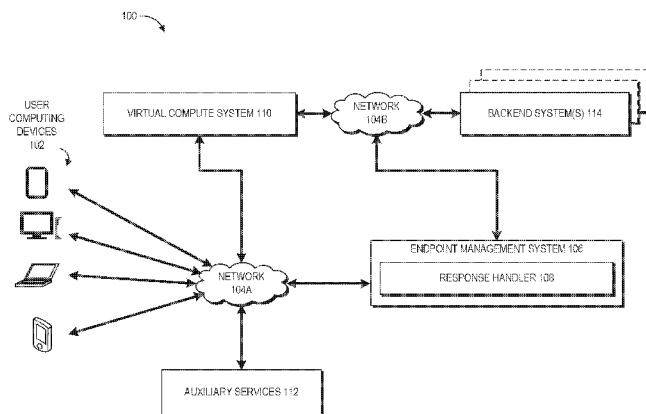 100
USER
COMPUTING
DEVICES
102
VIRTUAL COMPUTE SYSTEM 110
NETWORK
104B
BACKEND SYSTEM(S) 114
ENDPOINT MANAGEMENT SYSTEM 106
RESPONSE HANDLER 108
NETWORK
104A
AUXILIARY SERVICES 112